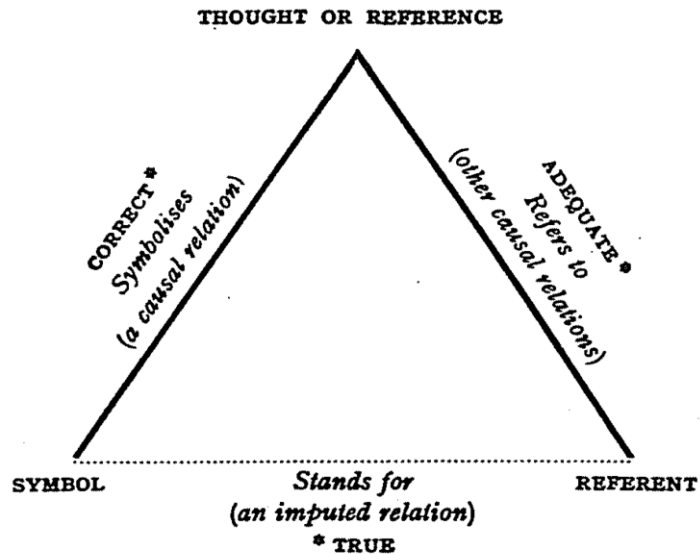 THOUGHT OR REFERENCE
CORRECT*
Symbolises
(a causal relation)
ADEQUATE*
Refers to
(other causal relations)
SYMBOL
Stands for
(an imputed relation)
* TRUE
REFERENT